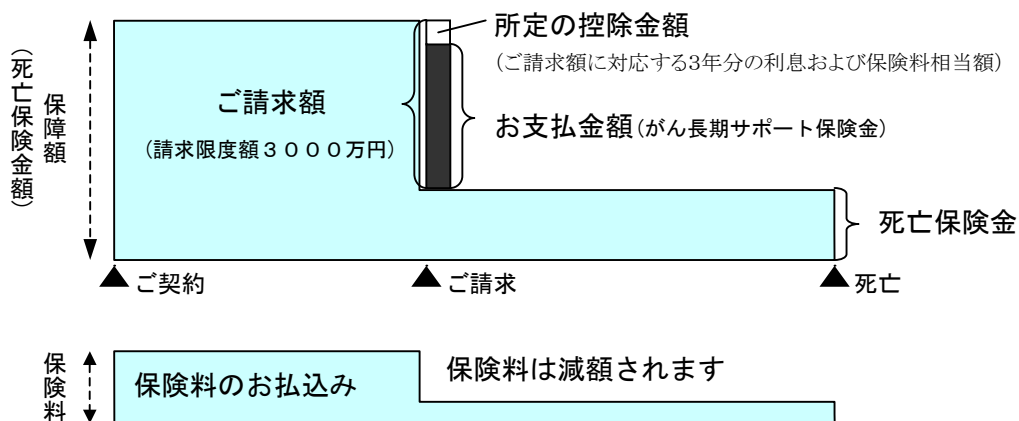 所定の控除金額
(ご請求額に対応する3年分の利息および保険料相当額)
ご請求額
(請求限度額３０００万円)
お支払金額(がん長期サポート保険金)
保障額
(死亡保険金額)
死亡保険金
▲ご契約
▲ご請求
▲死亡
保険料
保険料のお払込み
保険料は減額されます